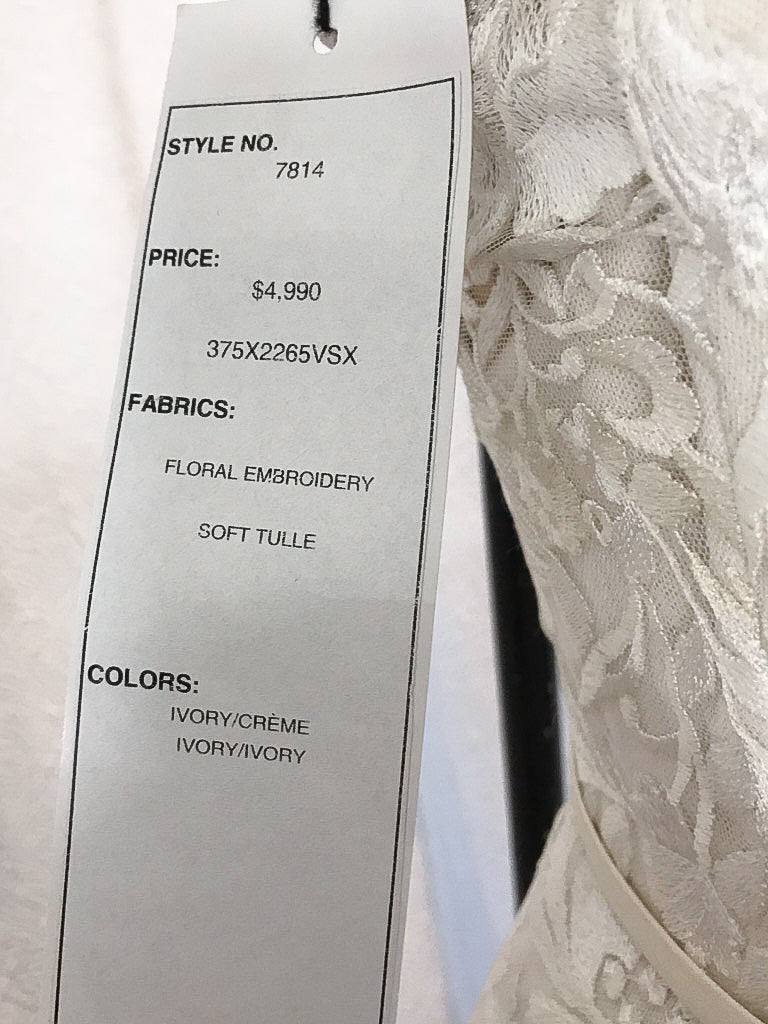 STYLE NO.
7814
PRICE:
$4,990
375X2265VSX
FABRICS:
FLORAL EMBROIDERY
SOFT TULLE
COLORS:
IVORY/CRÈME
IVORY/IVORY